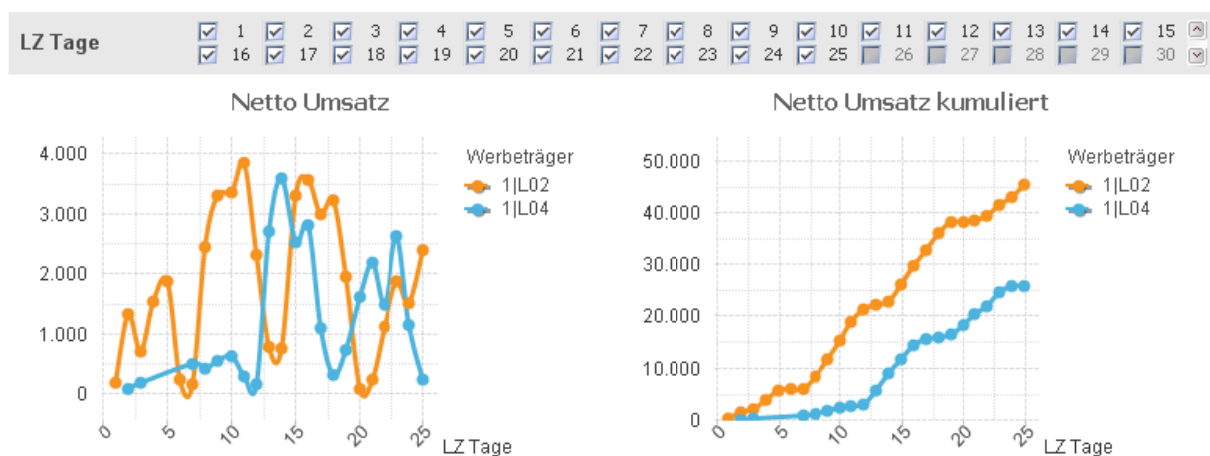 LZ Tage
1 2 3 4 5 6 7 8 9 10 11 12 13 14 15
16 17 18 19 20 21 22 23 24 25 26 27 28 29 30
Netto Umsatz
4.000
3.000
2.000
1.000
0
0 5 10 15 20 25
LZ Tage
Werbeträger
1|L02
1|L04
Netto Umsatz kumuliert
50.000
40.000
30.000
20.000
10.000
0
0 5 10 15 20 25
LZ Tage
Werbeträger
1|L02
1|L04